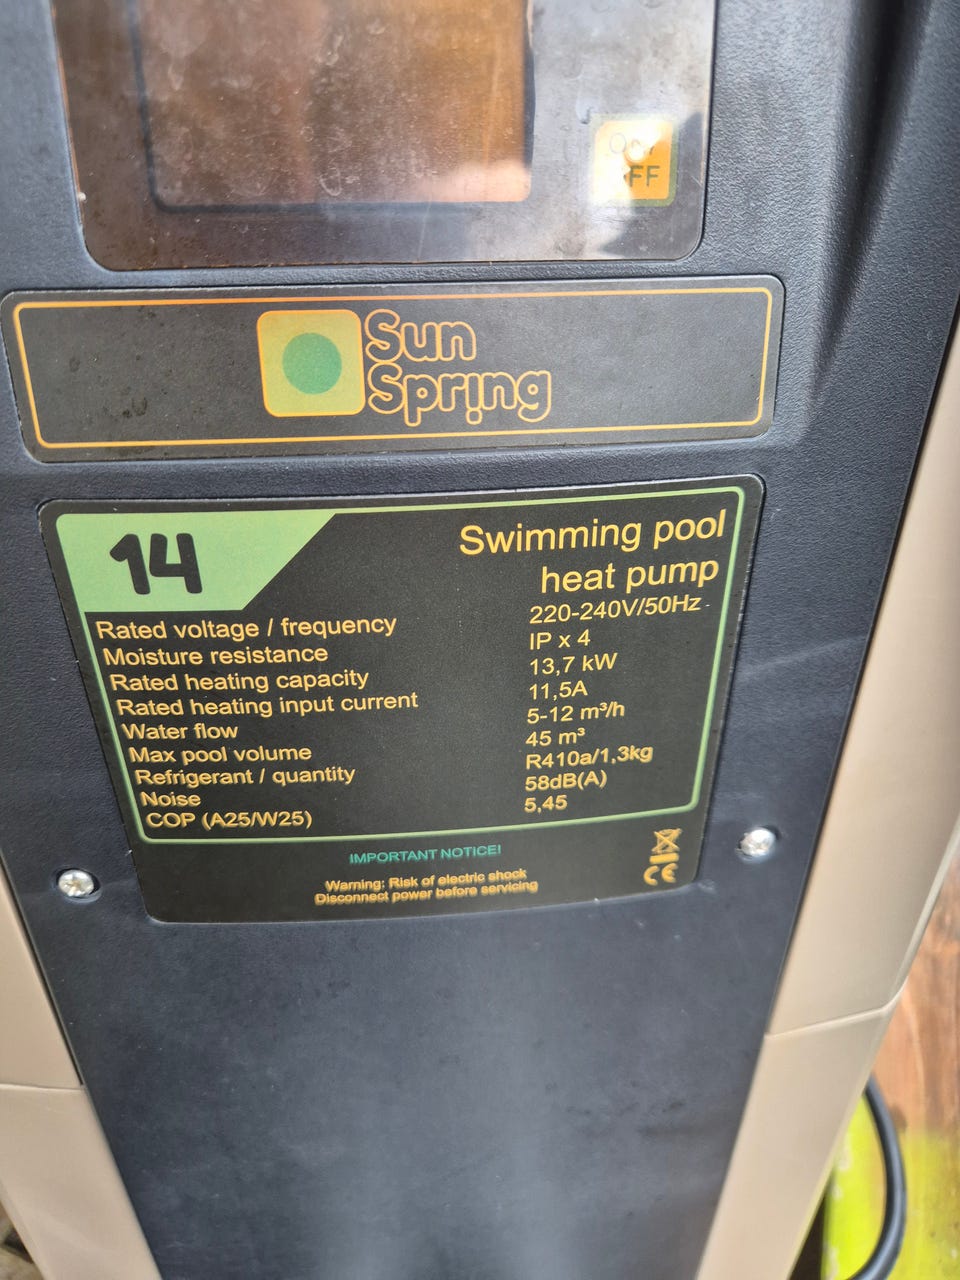 ON/
OFF
Sun
Spring
14
Swimming pool
heat pump
Rated voltage / frequency 220-240V/50Hz
Moisture resistance IP x 4
Rated heating capacity 13,7 kW
Rated heating input current 11,5A
Water flow 5-12 m³/h
Max pool volume 45 m³
Refrigerant / quantity R410a/1,3kg
Noise 58dB(A)
COP (A25/W25) 5,45
IMPORTANT NOTICE!
Warning: Risk of electric shock
Disconnect power before servicing
CE